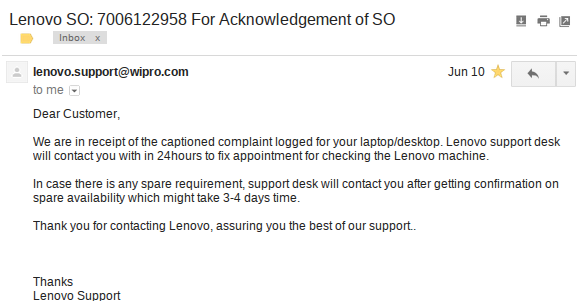 Lenovo SO: 7006122958 For Acknowledgement of SO
Inbox x
lenovo.support@wipro.com
Jun 10
to me
Dear Customer,
We are in receipt of the captioned complaint logged for your laptop/desktop. Lenovo support desk
will contact you with in 24hours to fix appointment for checking the Lenovo machine.
In case there is any spare requirement, support desk will contact you after getting confirmation on
spare availability which might take 3-4 days time.
Thank you for contacting Lenovo, assuring you the best of our support..
Thanks
Lenovo Support